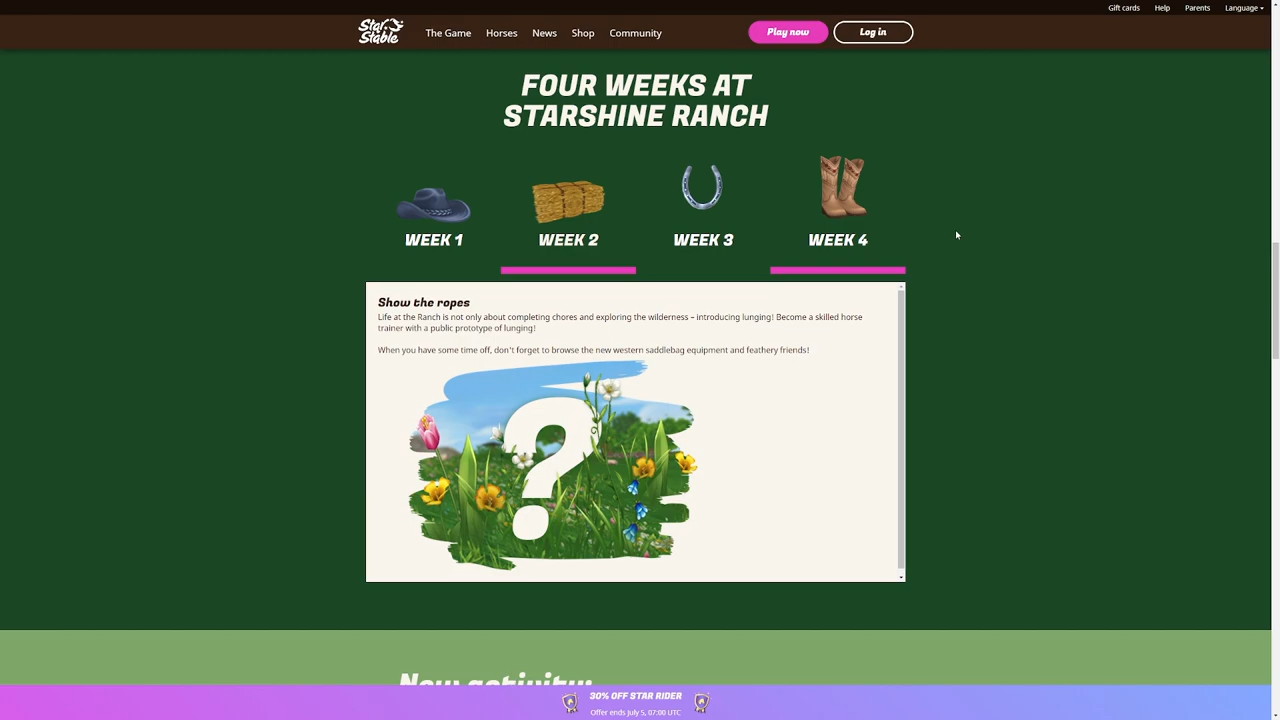 Gift cards Help Parents Language
Star Stable
The Game Horses News Shop Community Play now Log in
FOUR WEEKS AT
STARSHINE RANCH
WEEK 1 WEEK 2 WEEK 3 WEEK 4
Show the ropes
Life at the Ranch is not only about completing chores and exploring the wilderness – introducing lunging! Become a skilled horse
trainer with a public prototype of lunging!
When you have some time off, don't forget to browse the new western saddlebag equipment and feathery friends!
?
New activity:
30% OFF STAR RIDER
Offer ends July 5, 07:00 UTC